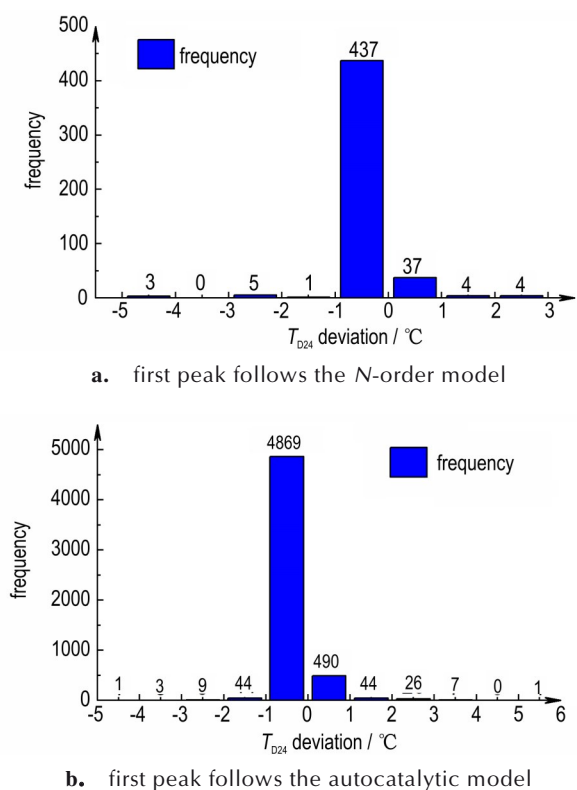 500
frequency
437
400
300
frequency
200
100
37
3 0 5 1 4 4
0
-5 -4 -3 -2 -1 0 1 2 3
TD24 deviation / ℃
a. first peak follows the N-order model
5000
4869
frequency
4000
3000
frequency
2000
1000
490
1 3 9 44 44 26 7 0 1
0
-5 -4 -3 -2 -1 0 1 2 3 4 5 6
TD24 deviation / ℃
b. first peak follows the autocatalytic model